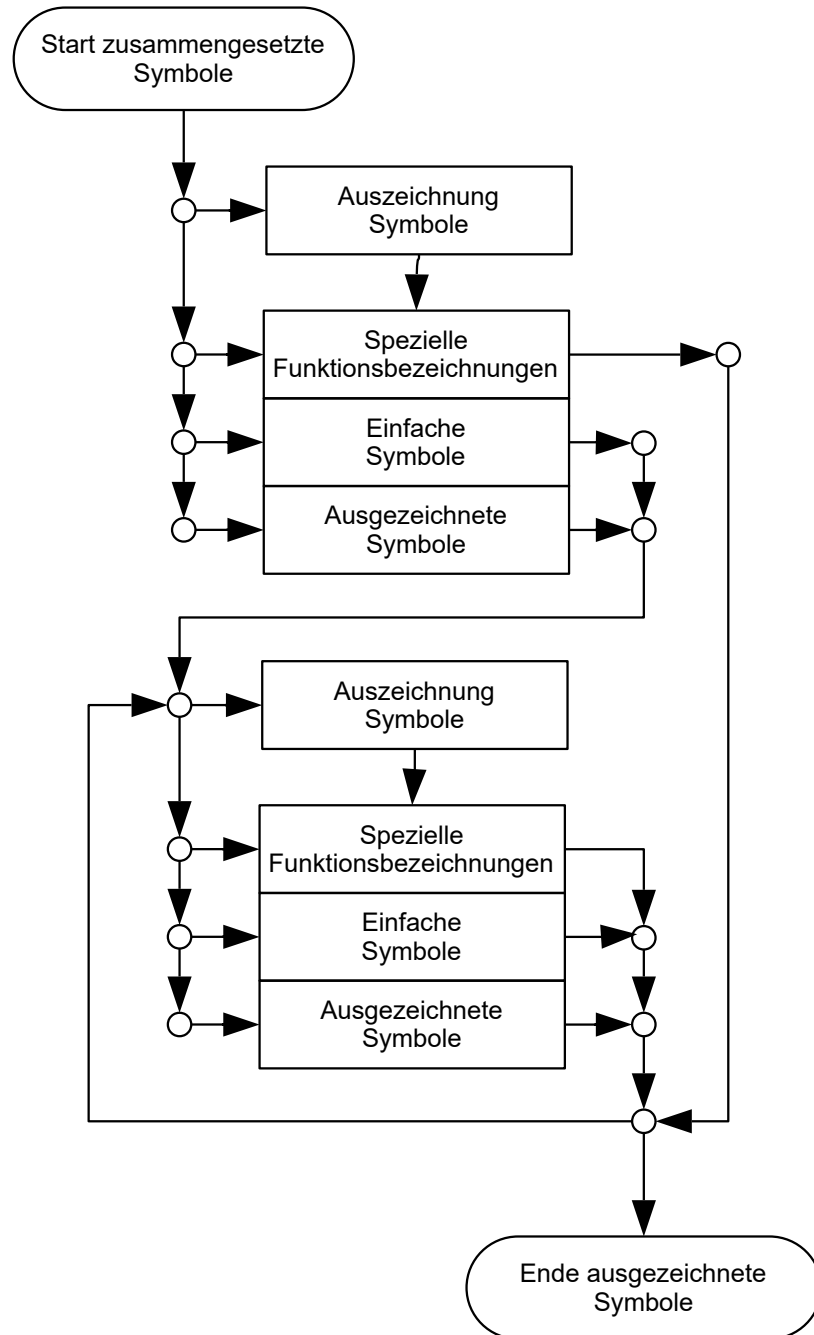 Start zusammengesetzte
Symbole
Auszeichnung
Symbole
Spezielle
Funktionsbezeichnungen
Einfache
Symbole
Ausgezeichnete
Symbole
Auszeichnung
Symbole
Spezielle
Funktionsbezeichnungen
Einfache
Symbole
Ausgezeichnete
Symbole
Ende ausgezeichnete
Symbole